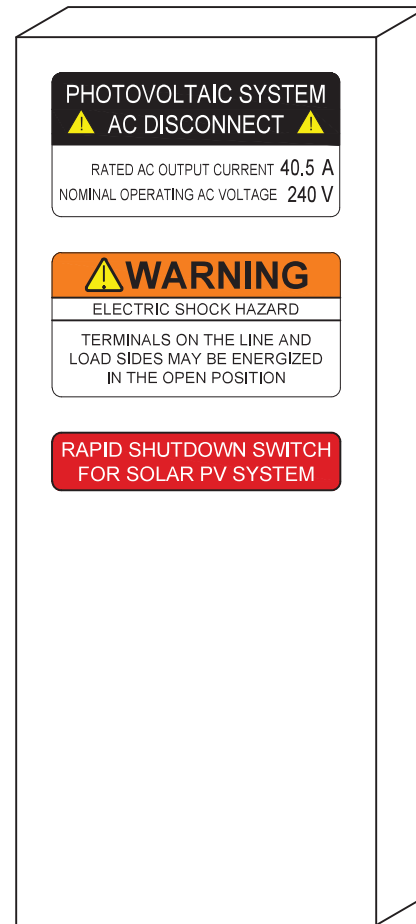 PHOTOVOLTAIC SYSTEM
AC DISCONNECT
RATED AC OUTPUT CURRENT 40.5 A
NOMINAL OPERATING AC VOLTAGE 240 V
WARNING
ELECTRIC SHOCK HAZARD
TERMINALS ON THE LINE AND
LOAD SIDES MAY BE ENERGIZED
IN THE OPEN POSITION
RAPID SHUTDOWN SWITCH
FOR SOLAR PV SYSTEM